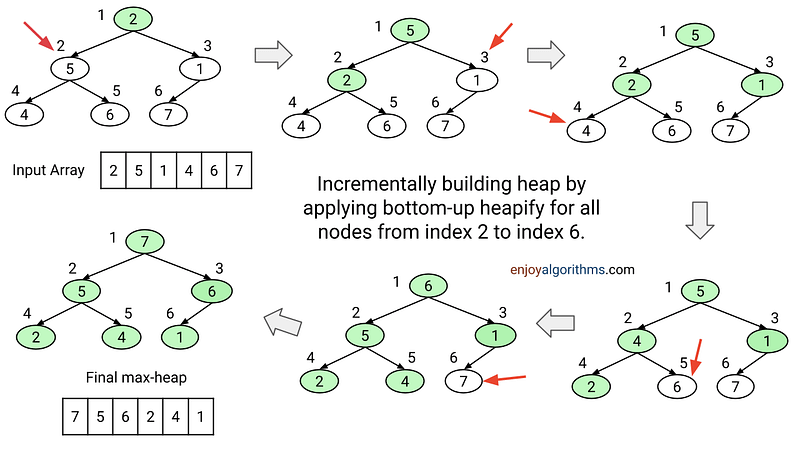 1 2
2 3
5 1
4 5 6
4 6 7
Input Array 2 5 1 4 6 7
1 5
2 3
2 1
4 5 6
4 6 7
1 5
2 3
2 1
4 5 6
4 6 7
Incrementally building heap by
applying bottom-up heapify for all
nodes from index 2 to index 6.
enjoyalgorithms.com
1 5
2 3
4 1
4 5 6
2 6 7
1 6
2 3
5 1
4 5 6
2 4 7
1 7
2 3
5 6
4 5 6
2 4 1
Final max-heap
7 5 6 2 4 1